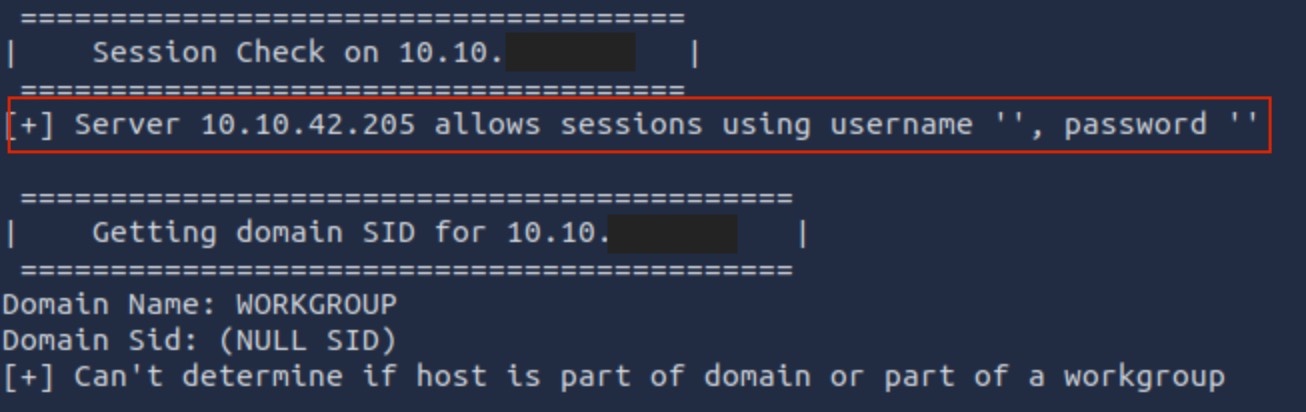 =====================================
|    Session Check on 10.10.    |
=====================================
[+] Server 10.10.42.205 allows sessions using username '', password ''
===========================================
|    Getting domain SID for 10.10.    |
===========================================
Domain Name: WORKGROUP
Domain Sid: (NULL SID)
[+] Can't determine if host is part of domain or part of a workgroup